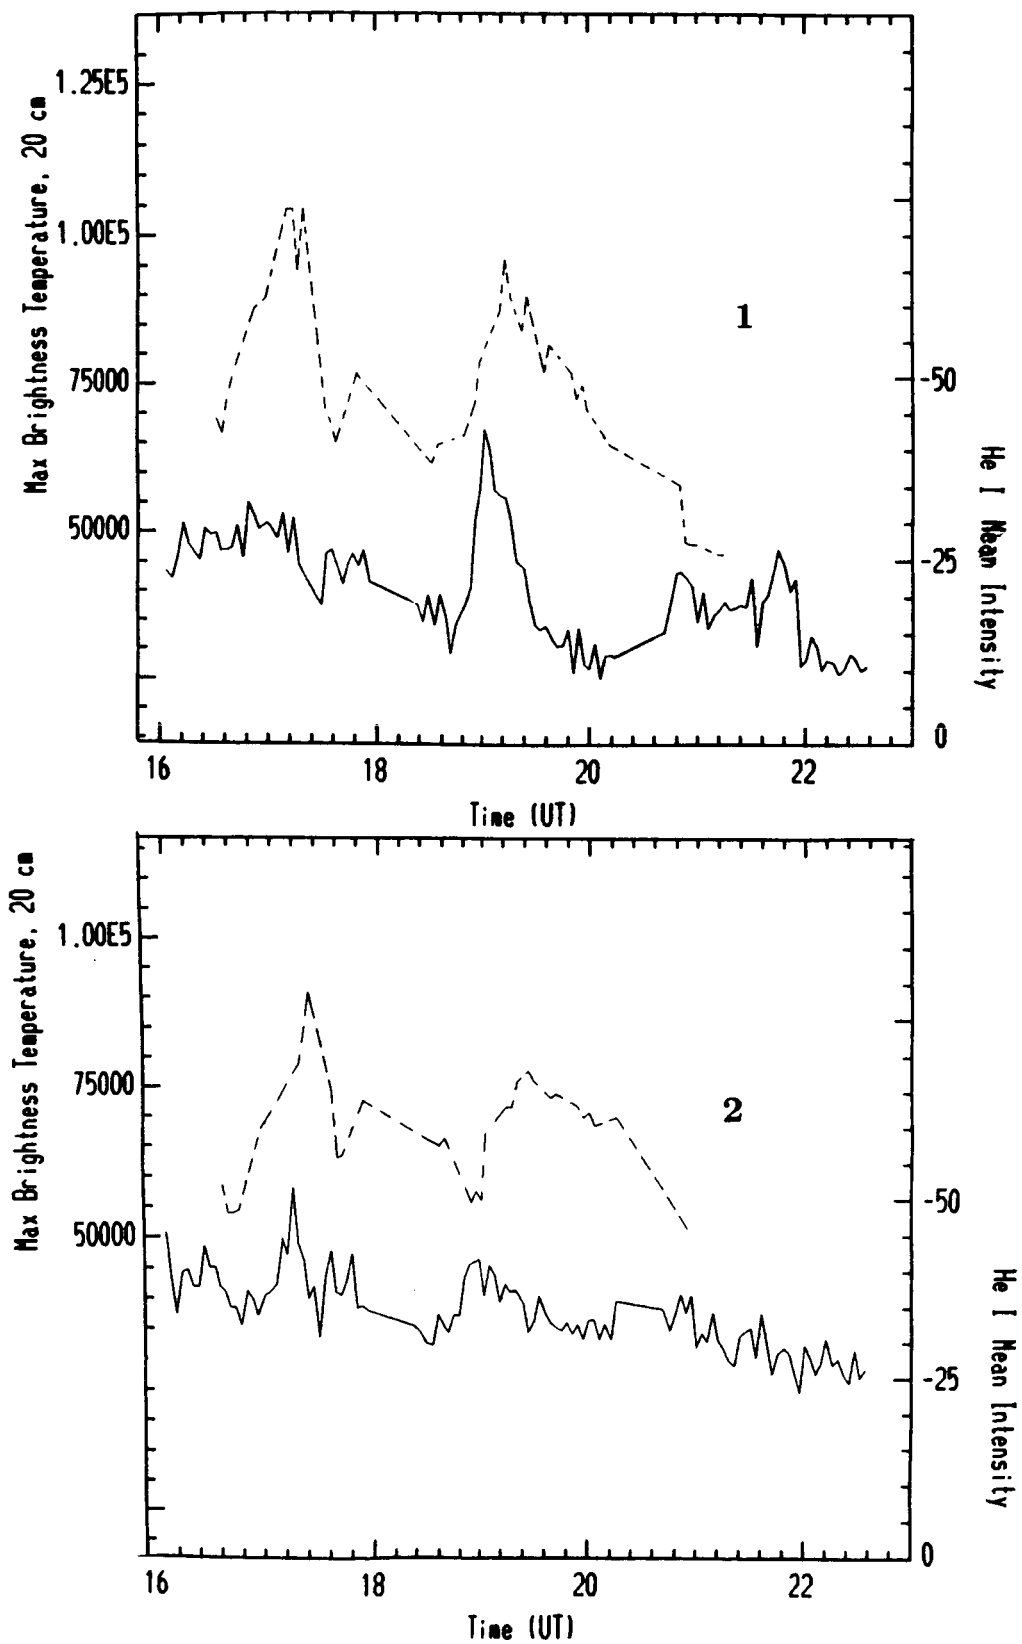 Max Brightness Temperature, 20 cm
1.25E5
1.00E5
75000
50000
1
-50
-25
0
He I Mean Intensity
16 18 20 22
Time (UT)
Max Brightness Temperature, 20 cm
1.00E5
75000
50000
2
-50
-25
0
He I Mean Intensity
16 18 20 22
Time (UT)